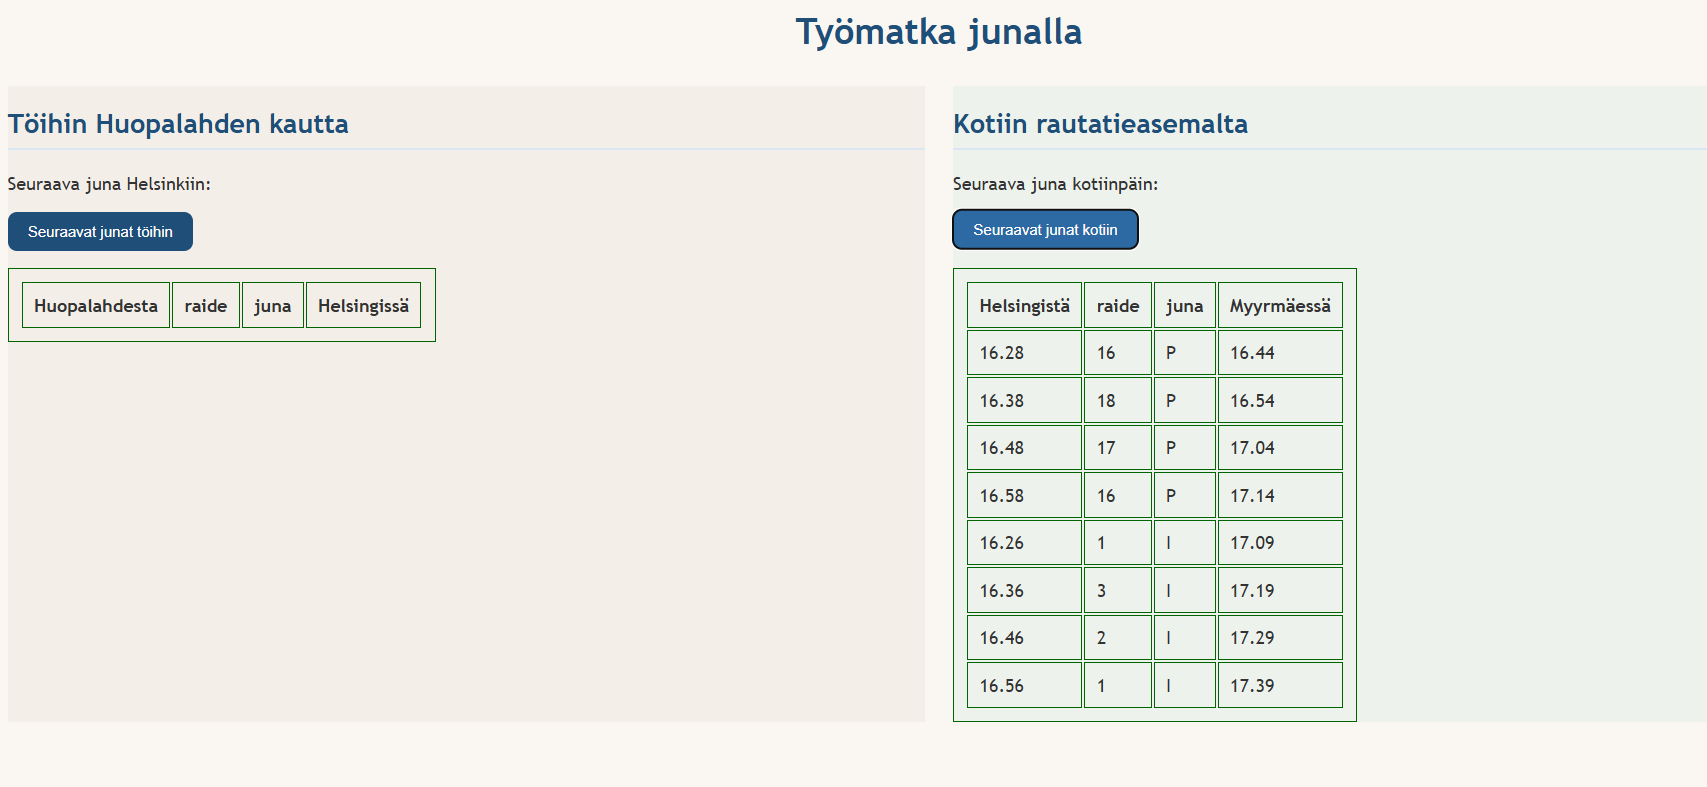 Työmatka junalla
Töihin Huopalahden kautta
Seuraava juna Helsinkiin:
Seuraavat junat töihin
Huopalahdesta raide juna Helsingissä
Kotiin rautatieasemalta
Seuraava juna kotiinpäin:
Seuraavat junat kotiin
Helsingistä raide juna Myyrmäessä
16.28 16 P 16.44
16.38 18 P 16.54
16.48 17 P 17.04
16.58 16 P 17.14
16.26 1 I 17.09
16.36 3 I 17.19
16.46 2 I 17.29
16.56 1 I 17.39